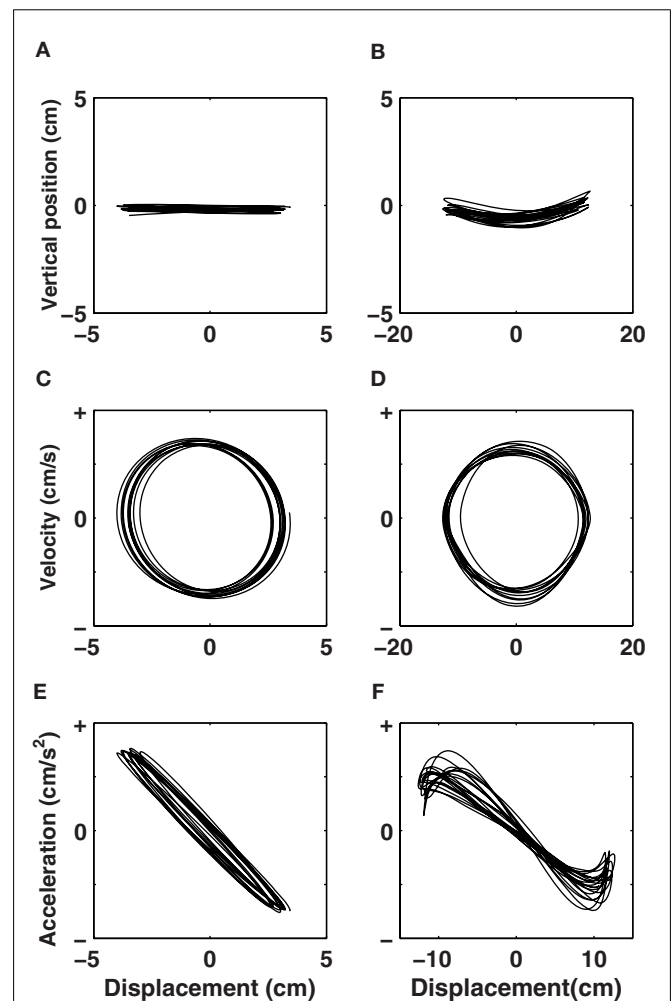 A
B
Vertical position (cm)
5
0
−5
−5 0 5
5
0
−5
−20 0 20
C
D
Velocity (cm/s)
+
0
−
−5 0 5
+
0
−
−20 0 20
E
F
Acceleration (cm/s²)
+
0
−
−5 0 5
Displacement (cm)
+
0
−
−10 0 10
Displacement(cm)